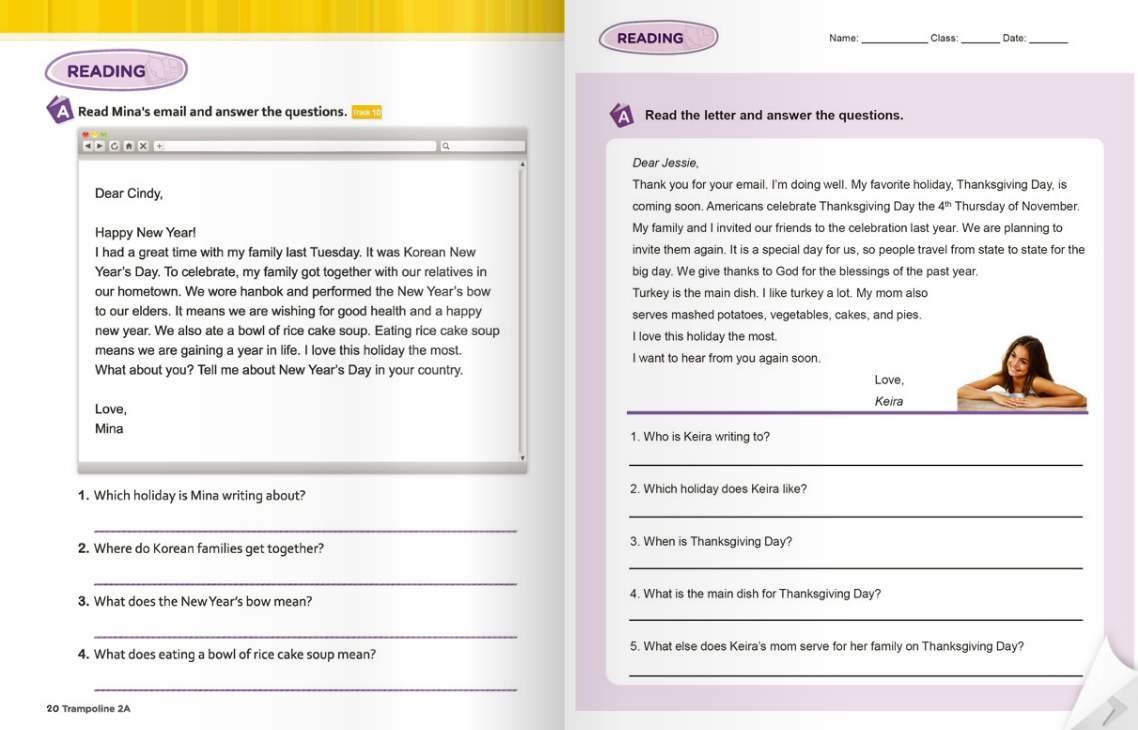 READING
A Read Mina's email and answer the questions. Track 10
Dear Cindy,
Happy New Year!
I had a great time with my family last Tuesday. It was Korean New
Year's Day. To celebrate, my family got together with our relatives in
our hometown. We wore hanbok and performed the New Year's bow
to our elders. It means we are wishing for good health and a happy
new year. We also ate a bowl of rice cake soup. Eating rice cake soup
means we are gaining a year in life. I love this holiday the most.
What about you? Tell me about New Year's Day in your country.
Love,
Mina
1. Which holiday is Mina writing about?
2. Where do Korean families get together?
3. What does the New Year's bow mean?
4. What does eating a bowl of rice cake soup mean?
20 Trampoline 2A
READING
Name: Class: Date:
A Read the letter and answer the questions.
Dear Jessie,
Thank you for your email. I'm doing well. My favorite holiday, Thanksgiving Day, is
coming soon. Americans celebrate Thanksgiving Day the 4th Thursday of November.
My family and I invited our friends to the celebration last year. We are planning to
invite them again. It is a special day for us, so people travel from state to state for the
big day. We give thanks to God for the blessings of the past year.
Turkey is the main dish. I like turkey a lot. My mom also
serves mashed potatoes, vegetables, cakes, and pies.
I love this holiday the most.
I want to hear from you again soon.
Love,
Keira
1. Who is Keira writing to?
2. Which holiday does Keira like?
3. When is Thanksgiving Day?
4. What is the main dish for Thanksgiving Day?
5. What else does Keira's mom serve for her family on Thanksgiving Day?